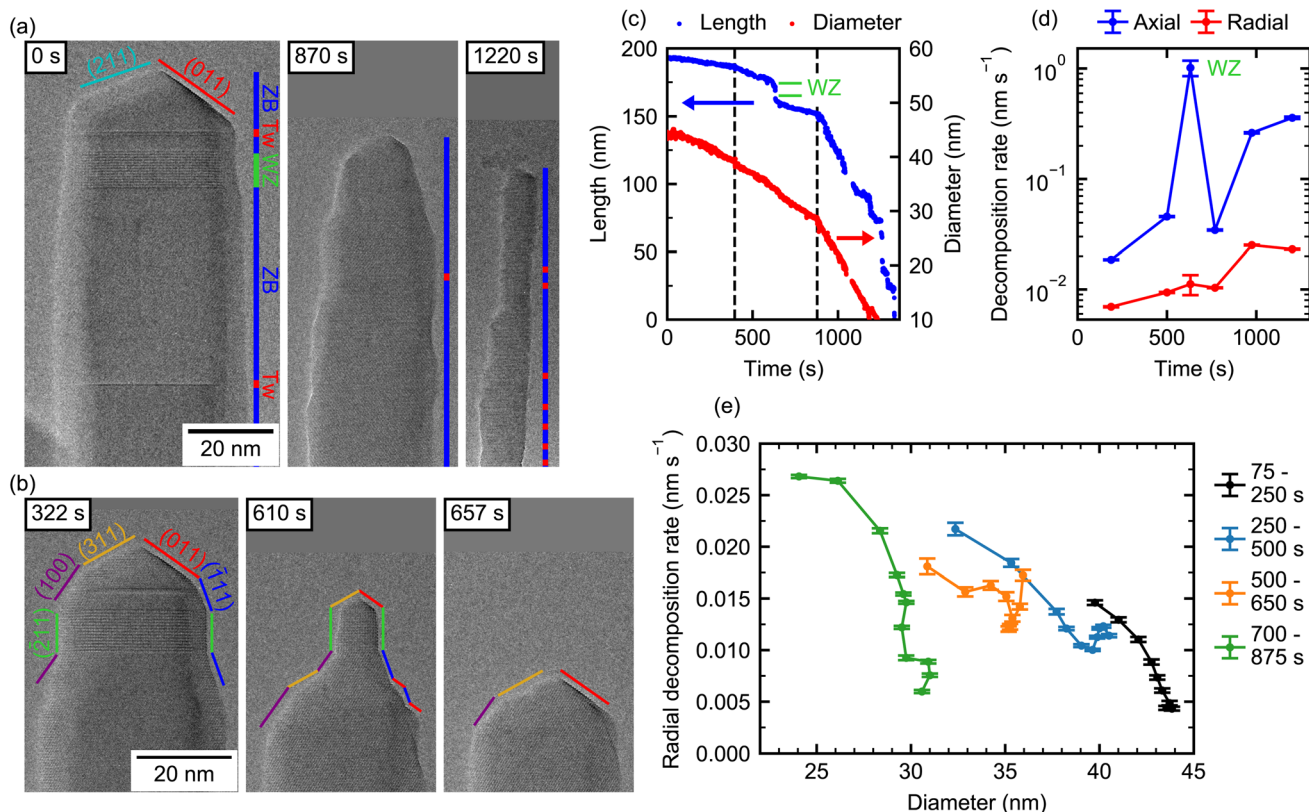 (a)
0 s
(211)
(011)
ZB
Tw
WZ
ZB
Tw
20 nm
870 s
1220 s
(b)
322 s
(100)
(311)
(011)
(1̄11)
(2̄11)
20 nm
610 s
657 s
(c)
Length
Diameter
200
150
100
50
0
Length (nm)
WZ
60
50
40
30
20
10
Diameter (nm)
0
500
1000
Time (s)
(d)
Axial
Radial
10⁰
10⁻¹
10⁻²
Decomposition rate (nm s⁻¹)
WZ
0
500
1000
Time (s)
(e)
0.030
0.025
0.020
0.015
0.010
0.005
0.000
Radial decomposition rate (nm s⁻¹)
25
30
35
40
45
Diameter (nm)
75 -
250 s
250 -
500 s
500 -
650 s
700 -
875 s